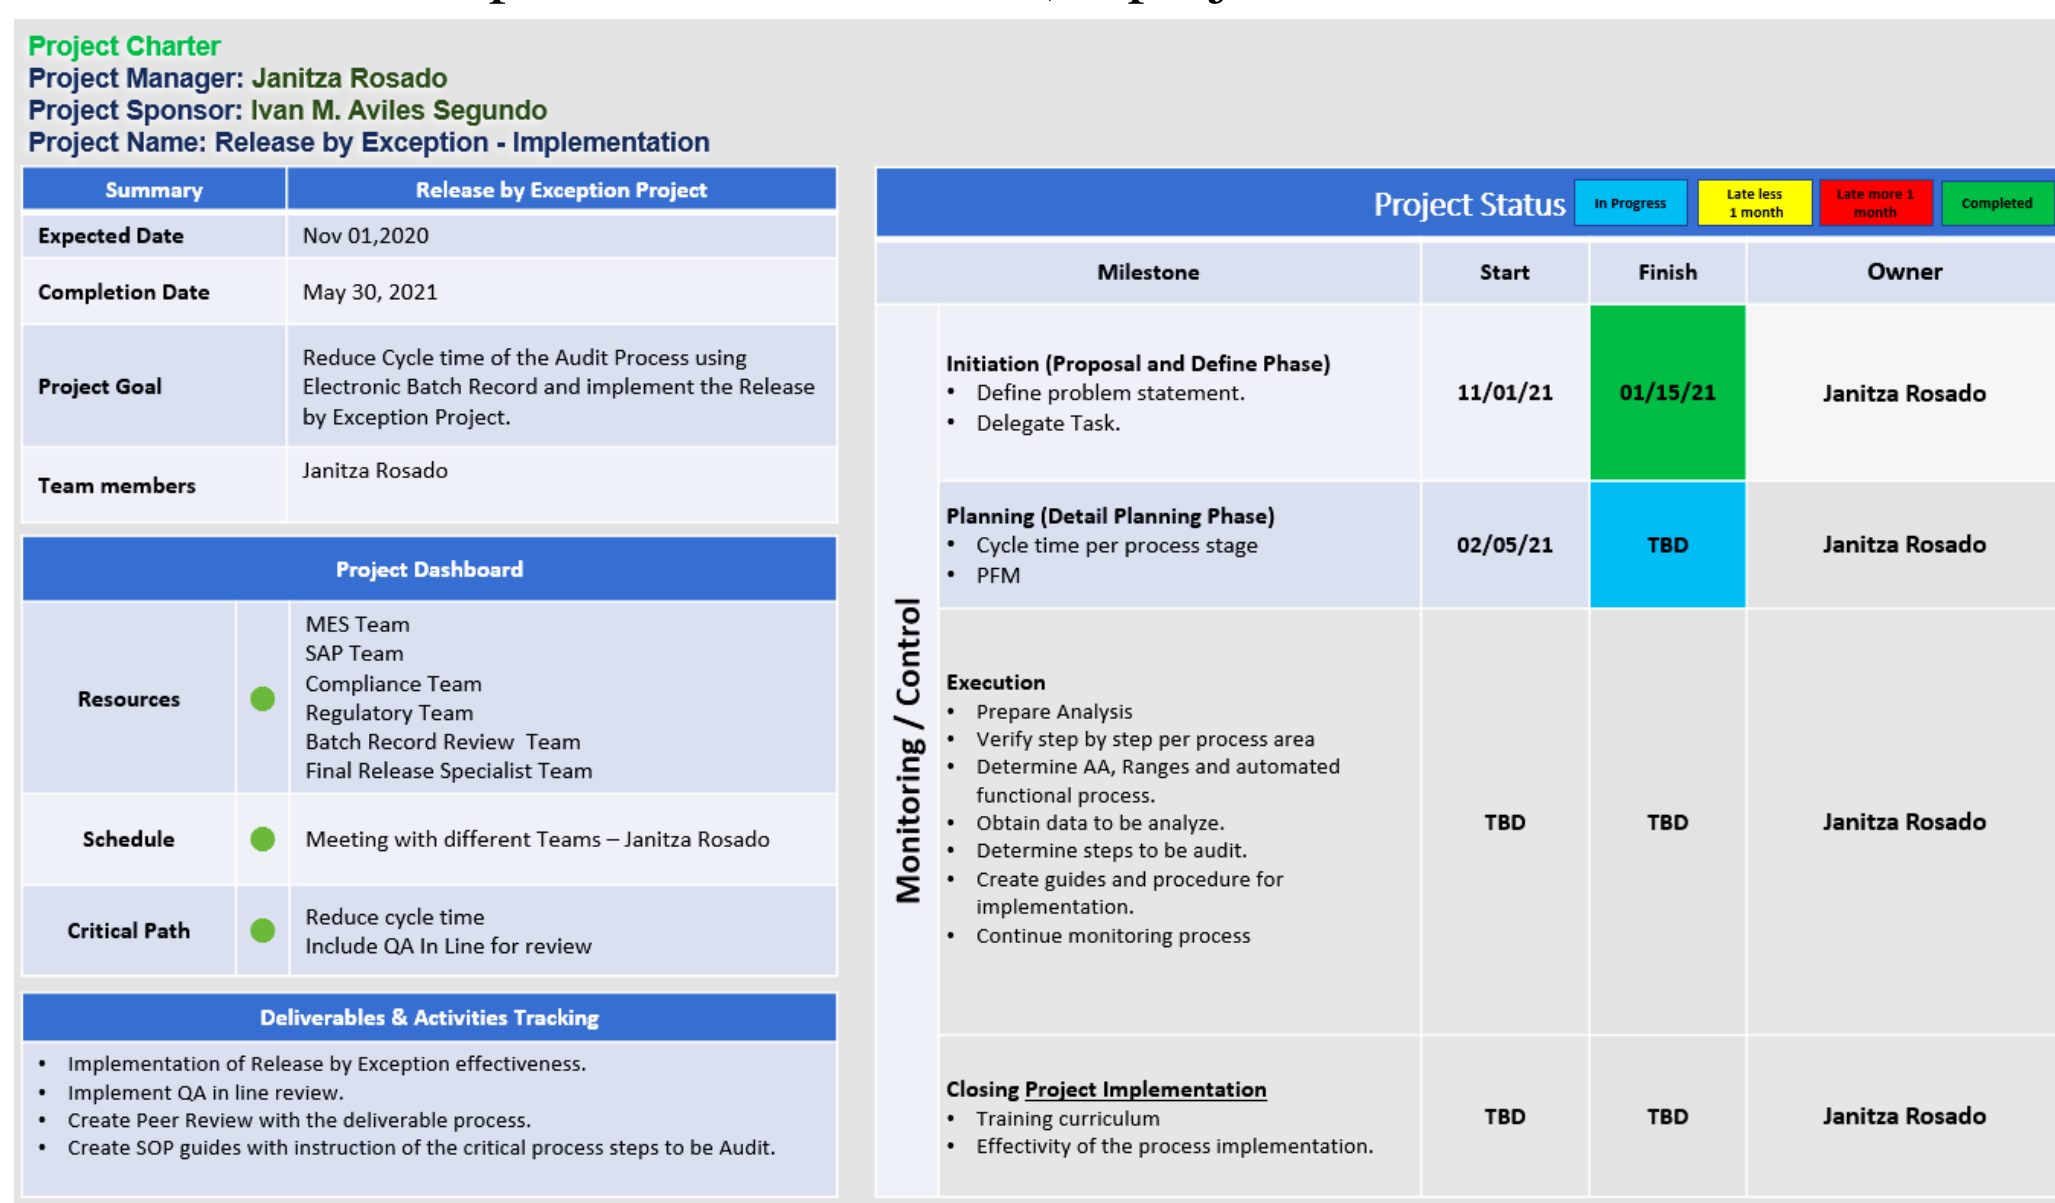 Project Charter
Project Manager: Janitza Rosado
Project Sponsor: Ivan M. Aviles Segundo
Project Name: Release by Exception - Implementation
Summary
Release by Exception Project
Expected Date
Nov 01,2020
Completion Date
May 30, 2021
Project Goal
Reduce Cycle time of the Audit Process using
Electronic Batch Record and implement the Release
by Exception Project.
Team members
Janitza Rosado
Project Dashboard
Resources
MES Team
SAP Team
Compliance Team
Regulatory Team
Batch Record Review Team
Final Release Specialist Team
Schedule
Meeting with different Teams – Janitza Rosado
Critical Path
Reduce cycle time
Include QA In Line for review
Deliverables & Activities Tracking
• Implementation of Release by Exception effectiveness.
• Implement QA in line review.
• Create Peer Review with the deliverable process.
• Create SOP guides with instruction of the critical process steps to be Audit.
Project Status
In Progress
Late less
1 month
Late more 1
month
Completed
Milestone
Start
Finish
Owner
Monitoring / Control
Initiation (Proposal and Define Phase)
• Define problem statement.
• Delegate Task.
11/01/21
01/15/21
Janitza Rosado
Planning (Detail Planning Phase)
• Cycle time per process stage
• PFM
02/05/21
TBD
Janitza Rosado
Execution
• Prepare Analysis
• Verify step by step per process area
• Determine AA, Ranges and automated
functional process.
• Obtain data to be analyze.
• Determine steps to be audit.
• Create guides and procedure for
implementation.
• Continue monitoring process
TBD
TBD
Janitza Rosado
Closing Project Implementation
• Training curriculum
• Effectivity of the process implementation.
TBD
TBD
Janitza Rosado